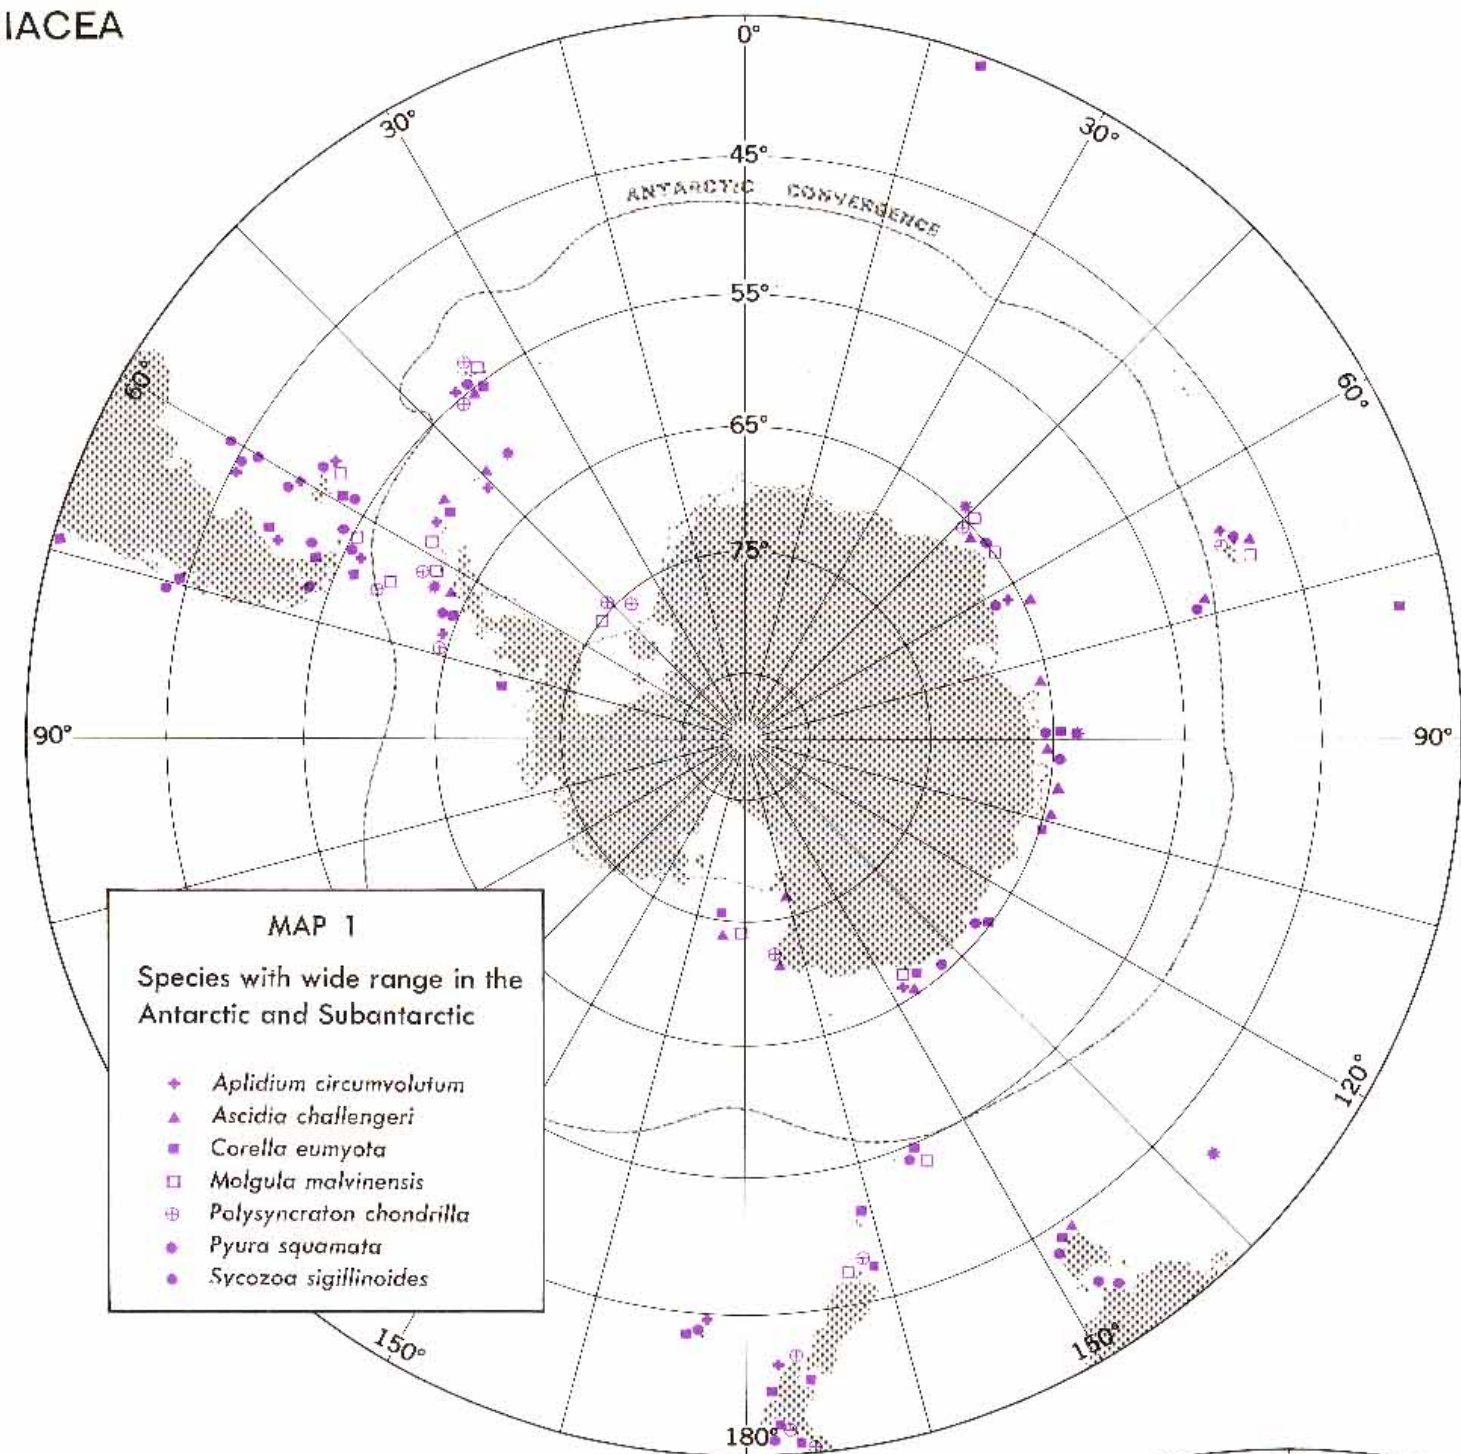 IACEA
0°
30°
30°
45°
ANTARCTIC CONVERGENCE
55°
60°
60°
65°
75°
90°
90°
MAP 1
Species with wide range in the
Antarctic and Subantarctic
Aplidium circumvolutum
Ascidia challengeri
Corella eumyota
Molgula malvinensis
Polysyncraton chondrilla
Pyura squamata
Sycozoa sigillinoides
120°
150°
150°
180°